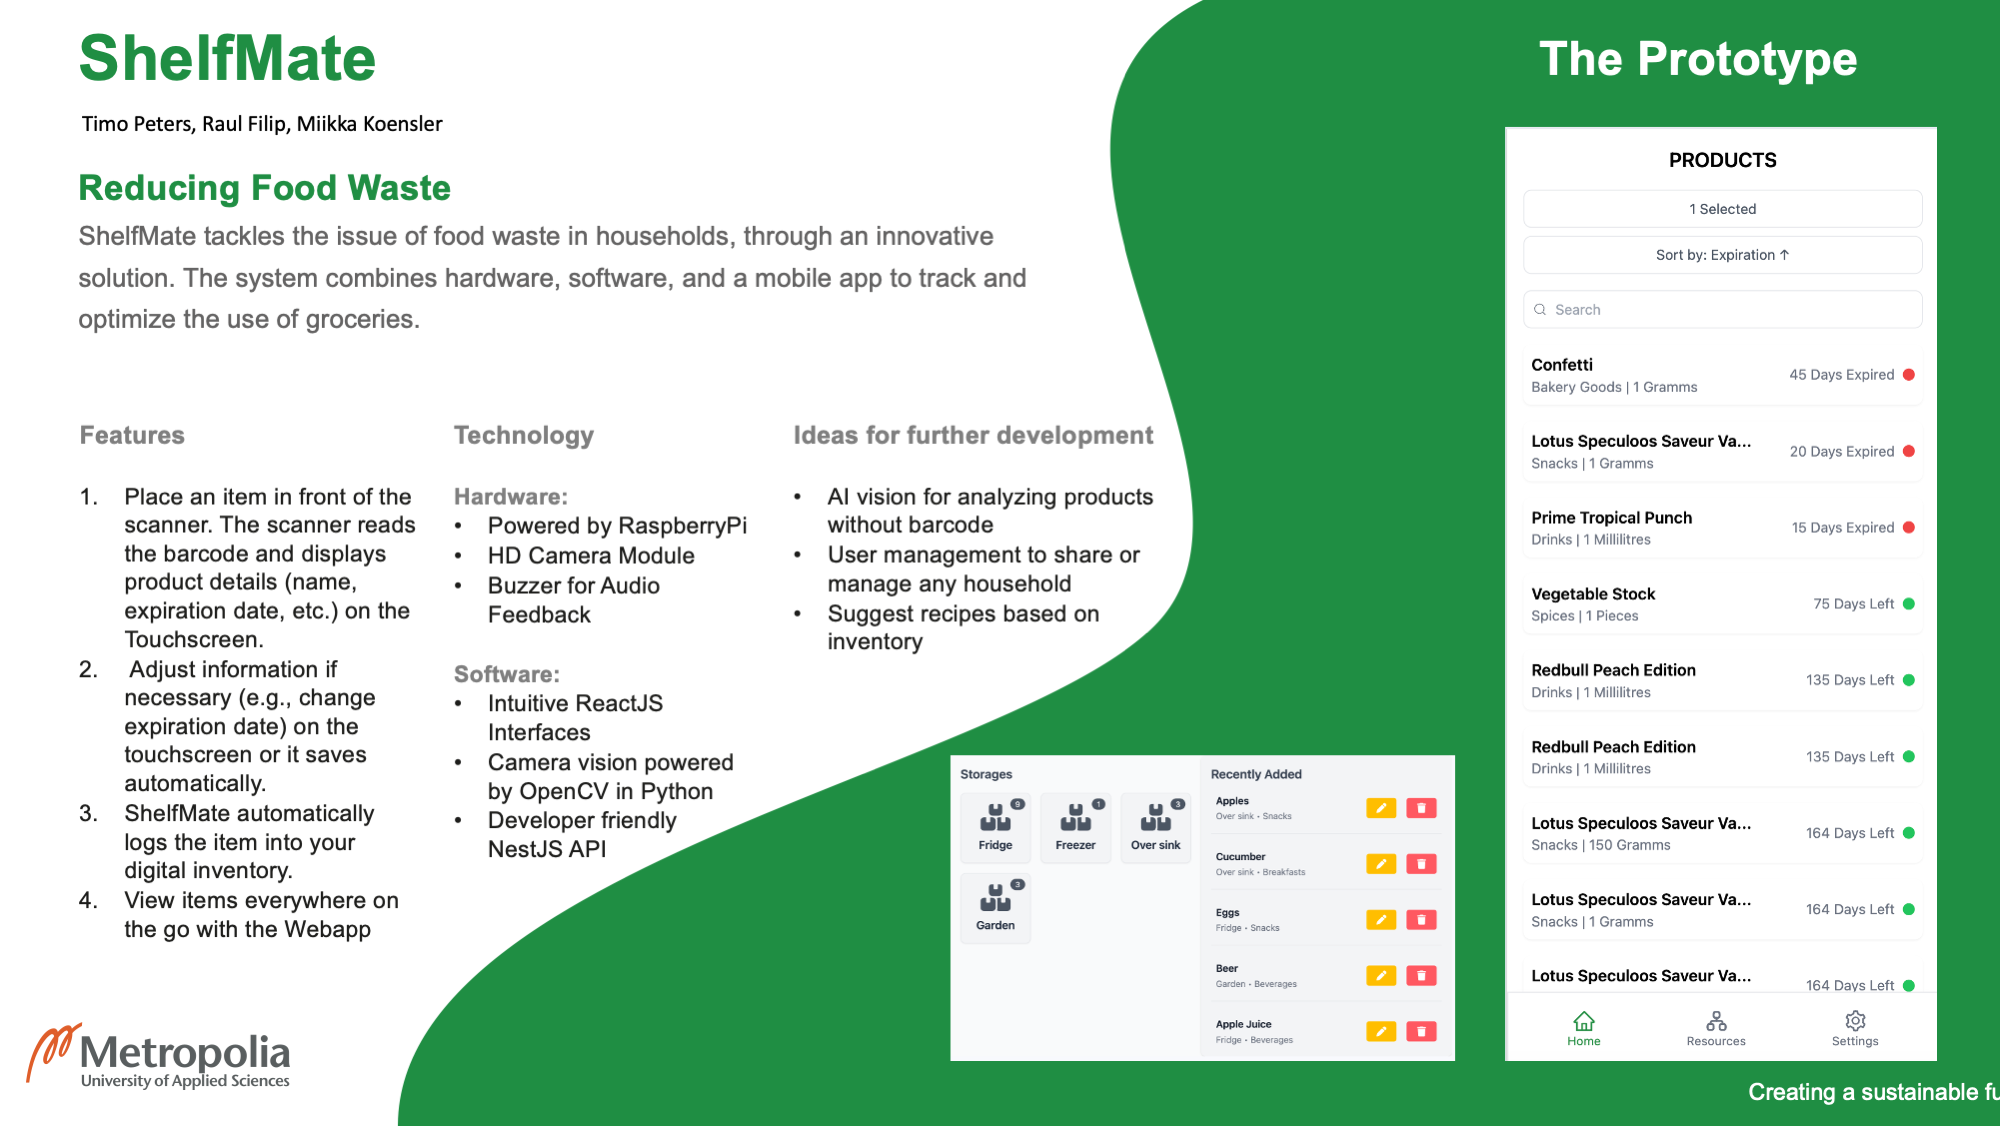 ShelfMate
Timo Peters, Raul Filip, Miikka Koensler
Reducing Food Waste
ShelfMate tackles the issue of food waste in households, through an innovative
solution. The system combines hardware, software, and a mobile app to track and
optimize the use of groceries.
Features
1. Place an item in front of the
scanner. The scanner reads
the barcode and displays
product details (name,
expiration date, etc.) on the
Touchscreen.
2. Adjust information if
necessary (e.g., change
expiration date) on the
touchscreen or it saves
automatically.
3. ShelfMate automatically
logs the item into your
digital inventory.
4. View items everywhere on
the go with the Webapp
Technology
Hardware:
• Powered by RaspberryPi
• HD Camera Module
• Buzzer for Audio
Feedback
Software:
• Intuitive ReactJS
Interfaces
• Camera vision powered
by OpenCV in Python
• Developer friendly
NestJS API
Ideas for further development
• AI vision for analyzing products
without barcode
• User management to share or
manage any household
• Suggest recipes based on
inventory
Metropolia
University of Applied Sciences
Storages
9
Fridge
1
Freezer
3
Over sink
3
Garden
Recently Added
Apples
Over sink • Snacks
Cucumber
Over sink • Breakfasts
Eggs
Fridge • Snacks
Beer
Garden • Beverages
Apple Juice
Fridge • Beverages
The Prototype
PRODUCTS
1 Selected
Sort by: Expiration ↑
Search
Confetti
Bakery Goods | 1 Gramms
45 Days Expired
Lotus Speculoos Saveur Va...
Snacks | 1 Gramms
20 Days Expired
Prime Tropical Punch
Drinks | 1 Millilitres
15 Days Expired
Vegetable Stock
Spices | 1 Pieces
75 Days Left
Redbull Peach Edition
Drinks | 1 Millilitres
135 Days Left
Redbull Peach Edition
Drinks | 1 Millilitres
135 Days Left
Lotus Speculoos Saveur Va...
Snacks | 150 Gramms
164 Days Left
Lotus Speculoos Saveur Va...
Snacks | 1 Gramms
164 Days Left
Lotus Speculoos Saveur Va...
164 Days Left
Home
Resources
Settings
Creating a sustainable fu